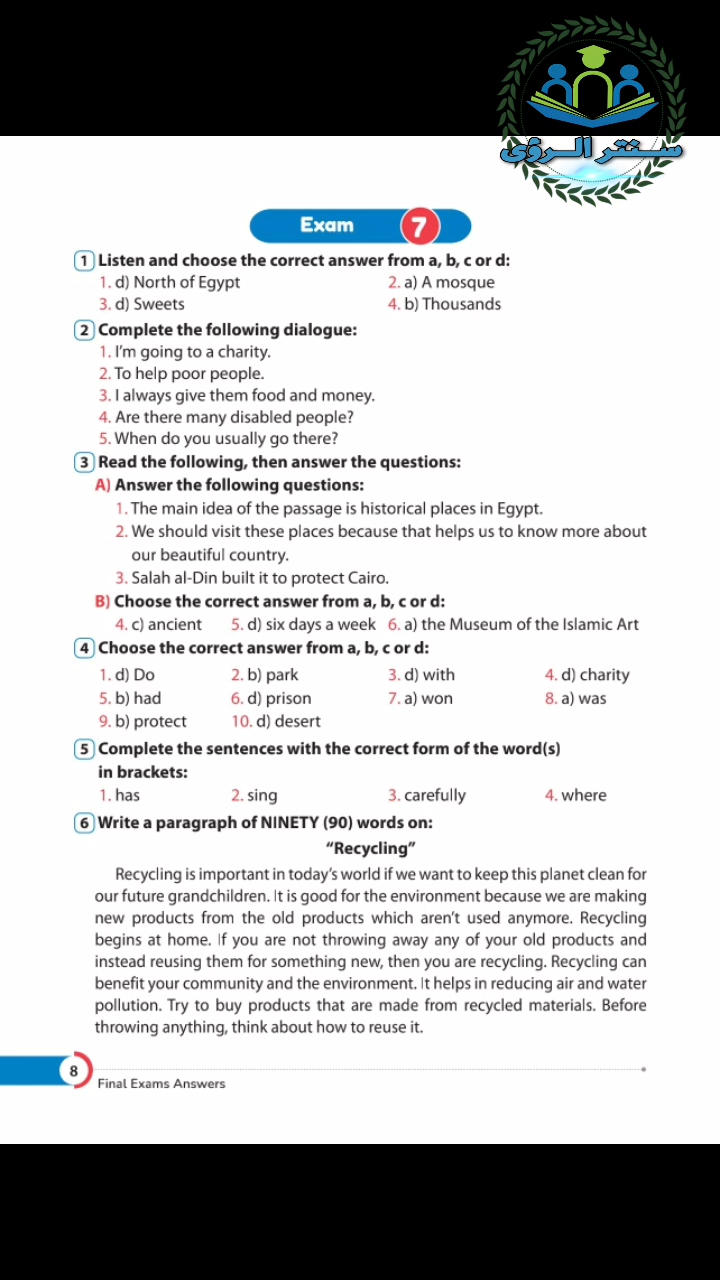 سنتر الرؤى
Exam 7
1 Listen and choose the correct answer from a, b, c or d:
1. d) North of Egypt 2. a) A mosque
3. d) Sweets 4. b) Thousands
2 Complete the following dialogue:
1. I'm going to a charity.
2. To help poor people.
3. I always give them food and money.
4. Are there many disabled people?
5. When do you usually go there?
3 Read the following, then answer the questions:
A) Answer the following questions:
1. The main idea of the passage is historical places in Egypt.
2. We should visit these places because that helps us to know more about
our beautiful country.
3. Salah al-Din built it to protect Cairo.
B) Choose the correct answer from a, b, c or d:
4. c) ancient 5. d) six days a week 6. a) the Museum of the Islamic Art
4 Choose the correct answer from a, b, c or d:
1. d) Do 2. b) park 3. d) with 4. d) charity
5. b) had 6. d) prison 7. a) won 8. a) was
9. b) protect 10. d) desert
5 Complete the sentences with the correct form of the word(s)
in brackets:
1. has 2. sing 3. carefully 4. where
6 Write a paragraph of NINETY (90) words on:
“Recycling”
Recycling is important in today's world if we want to keep this planet clean for
our future grandchildren. It is good for the environment because we are making
new products from the old products which aren't used anymore. Recycling
begins at home. If you are not throwing away any of your old products and
instead reusing them for something new, then you are recycling. Recycling can
benefit your community and the environment. It helps in reducing air and water
pollution. Try to buy products that are made from recycled materials. Before
throwing anything, think about how to reuse it.
8
Final Exams Answers